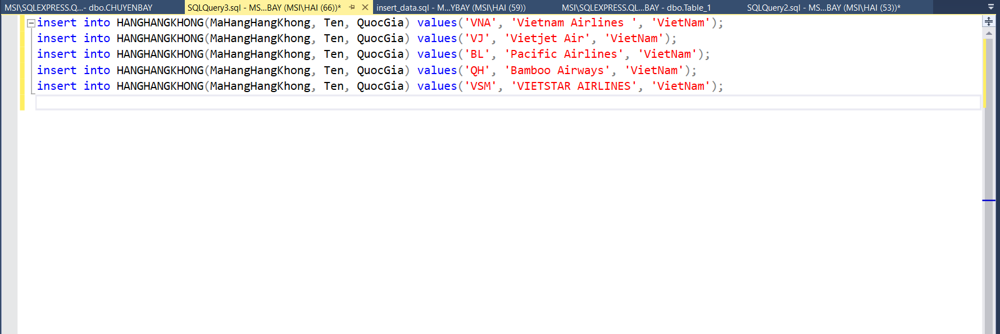 MSI\SQLEXPRESS.Q...- dbo.CHUYENBAY SQLQuery3.sql - MS...BAY (MSI\HAI (66))* insert_data.sql - M...YBAY (MSI\HAI (59)) MSI\SQLEXPRESS.QL...BAY - dbo.Table_1 SQLQuery2.sql - MS...BAY (MSI\HAI (53))*
insert into HANGHANGKHONG(MaHangHangKhong, Ten, QuocGia) values('VNA', 'Vietnam Airlines ', 'VietNam');
insert into HANGHANGKHONG(MaHangHangKhong, Ten, QuocGia) values('VJ', 'Vietjet Air', 'VietNam');
insert into HANGHANGKHONG(MaHangHangKhong, Ten, QuocGia) values('BL', 'Pacific Airlines', 'VietNam');
insert into HANGHANGKHONG(MaHangHangKhong, Ten, QuocGia) values('QH', 'Bamboo Airways', 'VietNam');
insert into HANGHANGKHONG(MaHangHangKhong, Ten, QuocGia) values('VSM', 'VIETSTAR AIRLINES', 'VietNam');